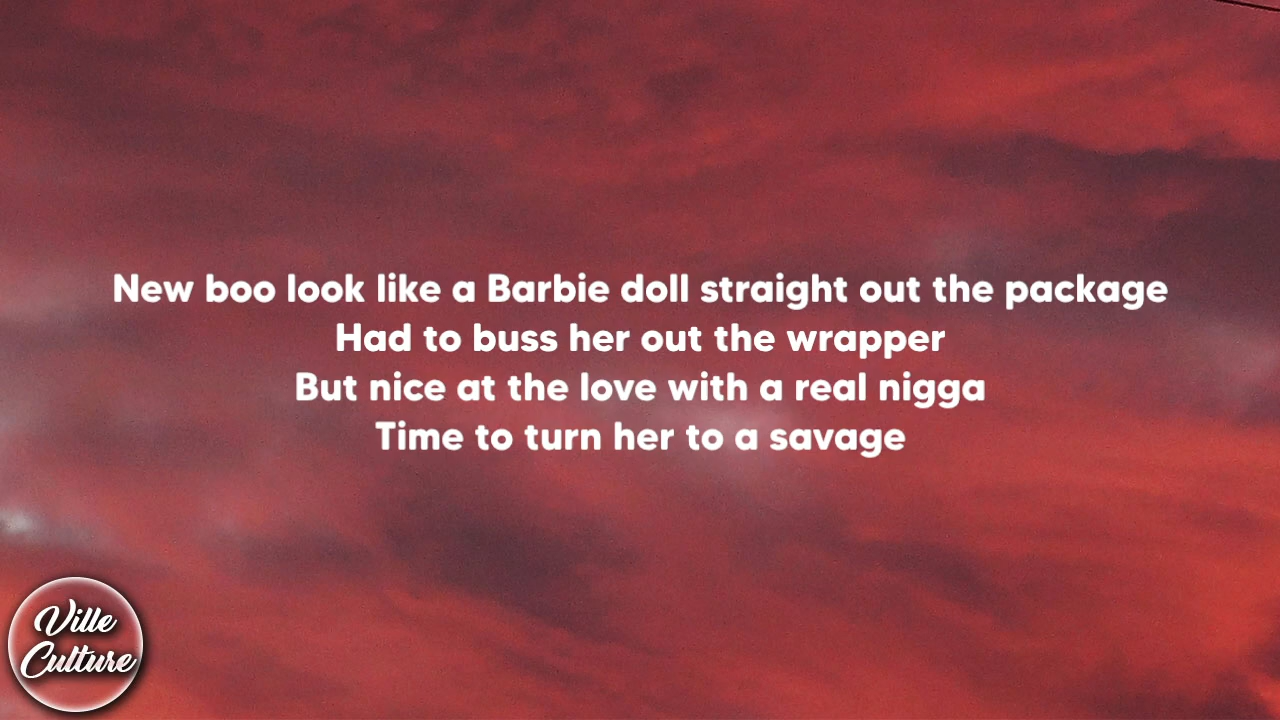 New boo look like a Barbie doll straight out the package
Had to buss her out the wrapper
But nice at the love with a real nigga
Time to turn her to a savage
Ville
Culture